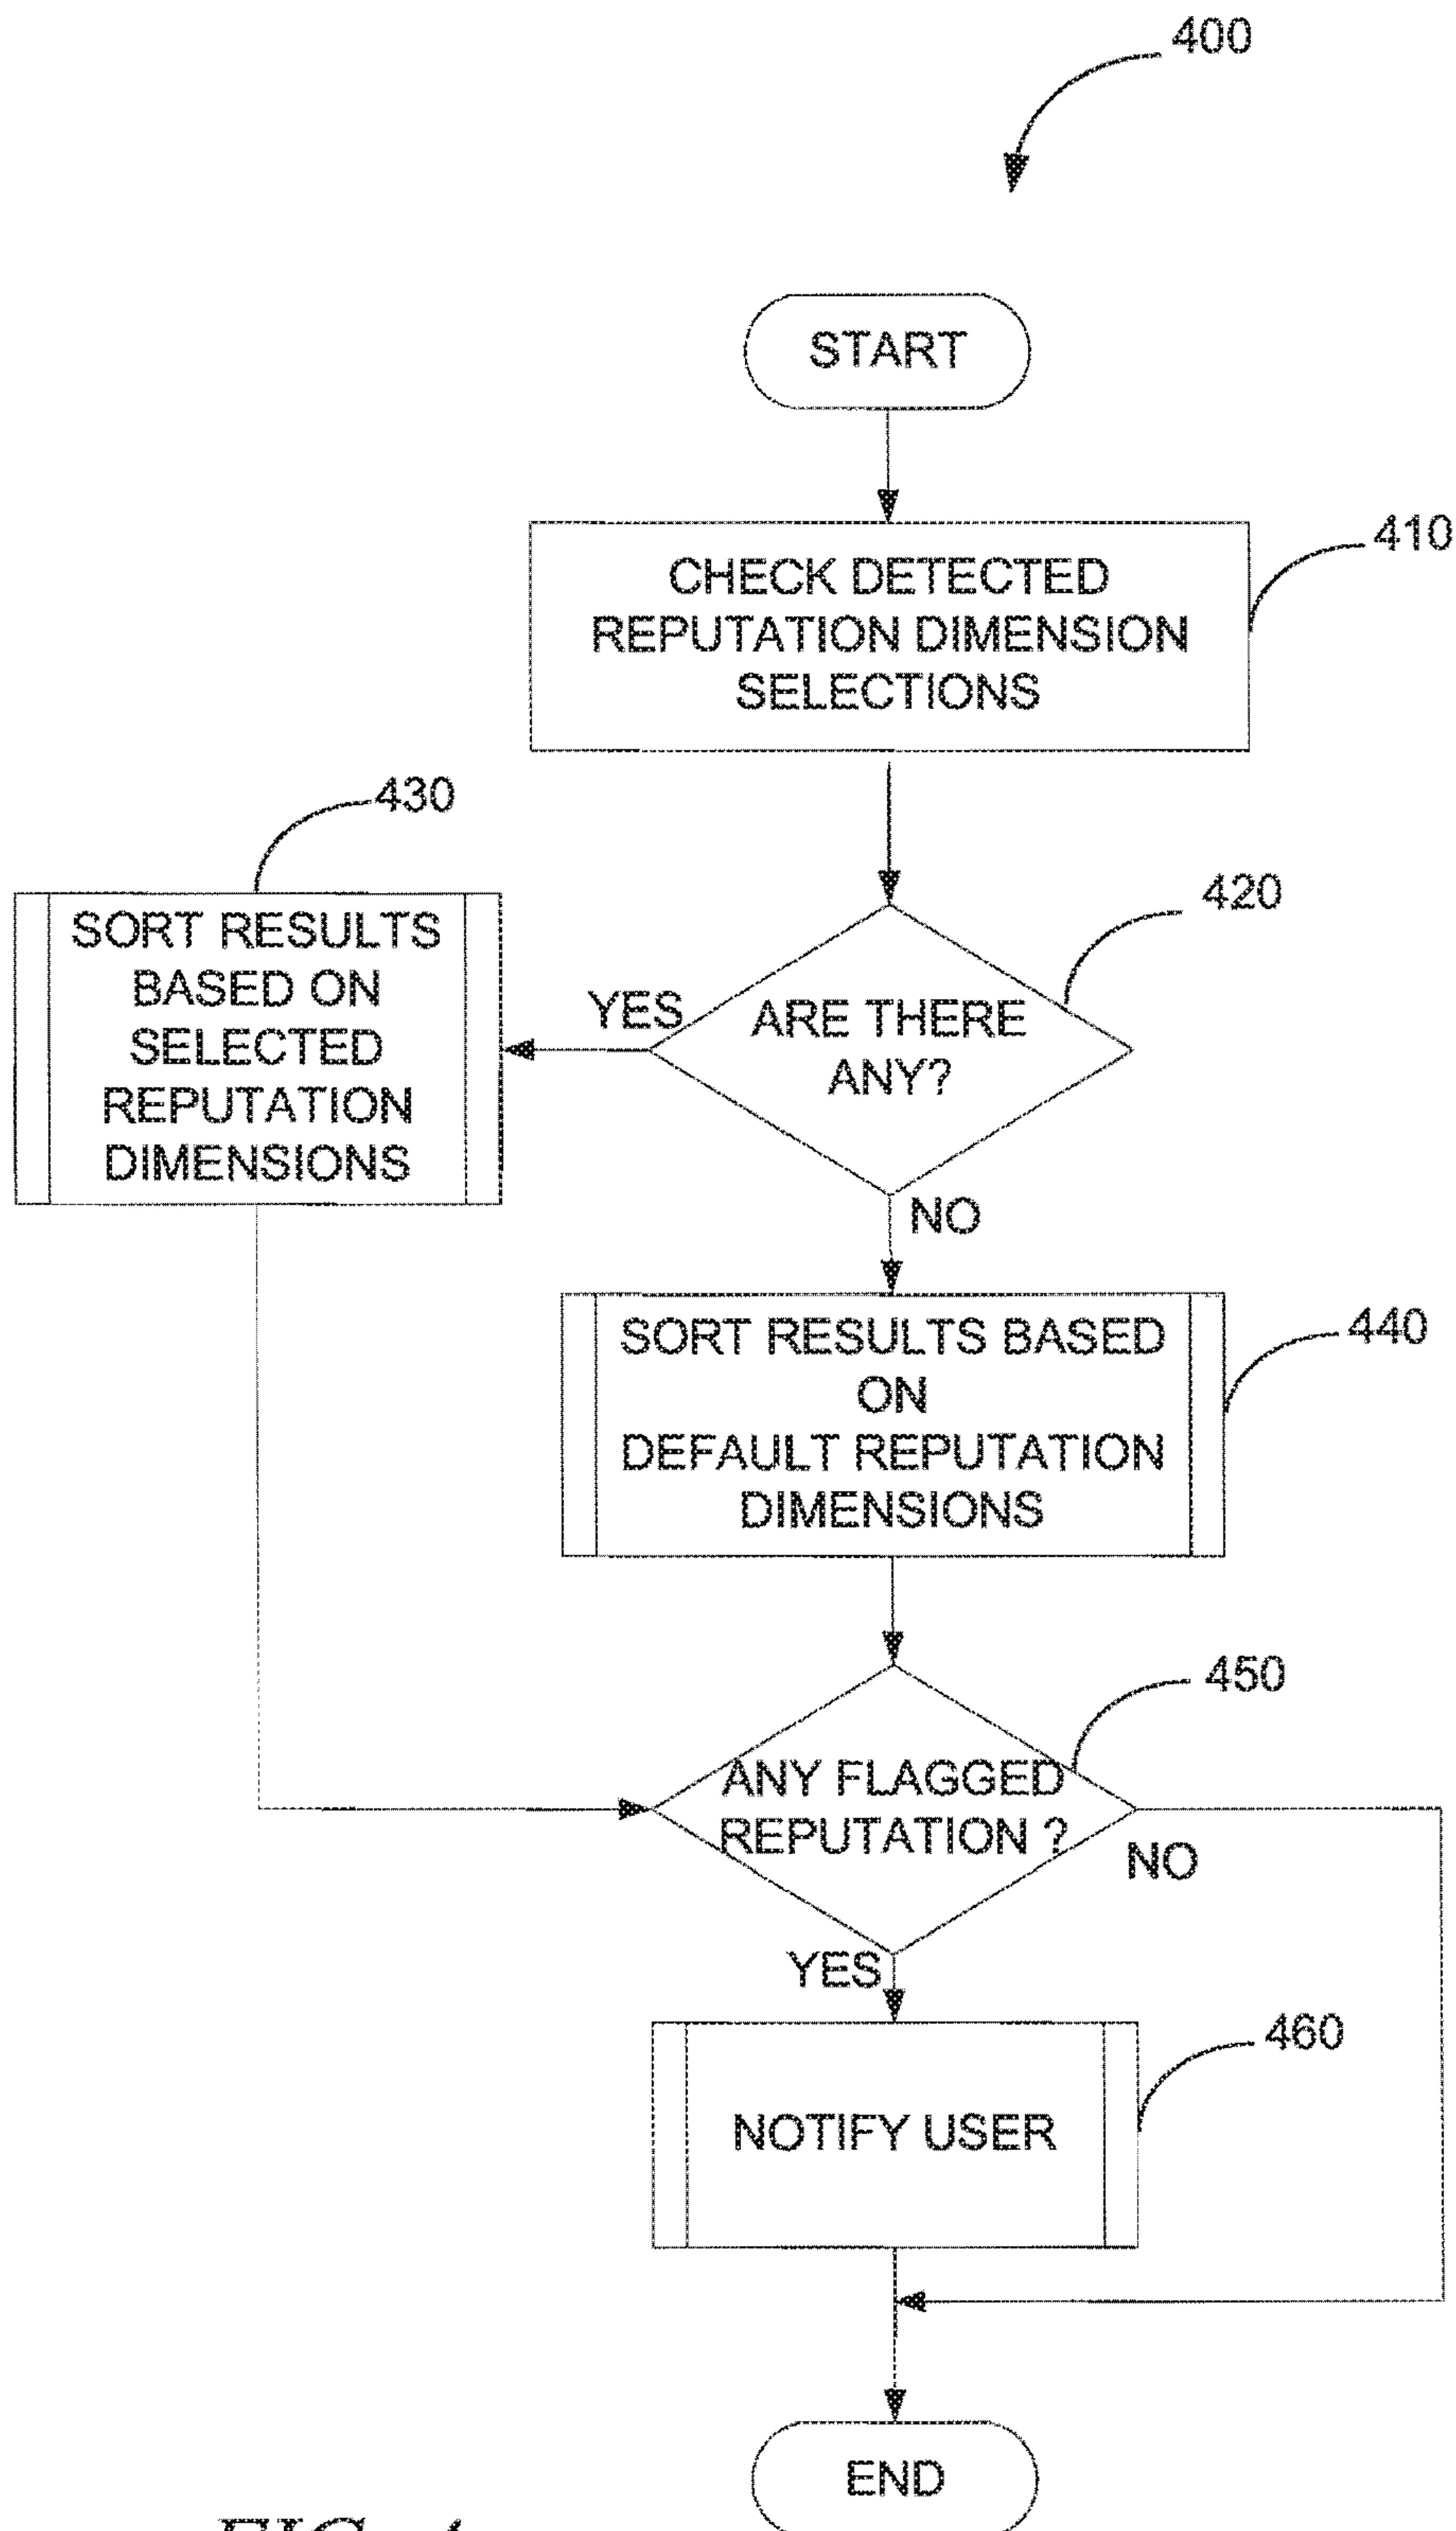 400
START
CHECK DETECTED
REPUTATION DIMENSION
SELECTIONS
410
430
420
SORT RESULTS
BASED ON
SELECTED
REPUTATION
DIMENSIONS
YES
ARE THERE
ANY?
NO
SORT RESULTS BASED
ON
DEFAULT REPUTATION
DIMENSIONS
440
450
ANY FLAGGED
REPUTATION ?
NO
YES
460
NOTIFY USER
END